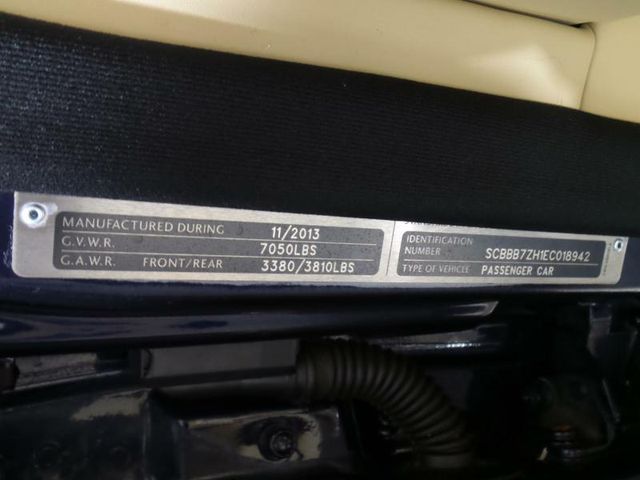 MANUFACTURED DURING 11/2013
G.V.W.R. 7050LBS
G.A.W.R. FRONT/REAR 3380/3810LBS
IDENTIFICATION
NUMBER SCBBB7ZH1EC018942
TYPE OF VEHICLE PASSENGER CAR